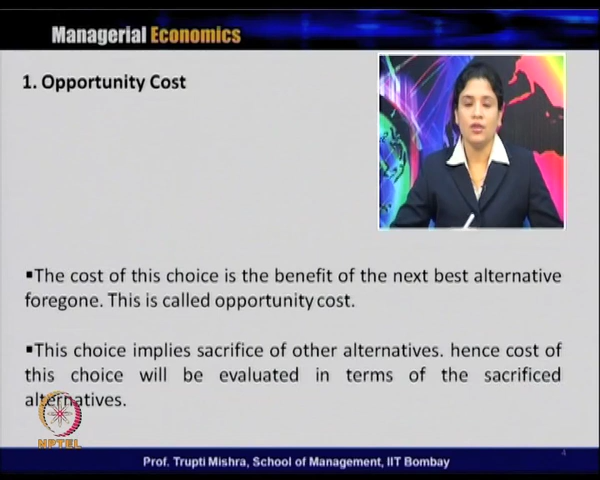 Managerial Economics
1. Opportunity Cost
▪The cost of this choice is the benefit of the next best alternative
foregone. This is called opportunity cost.
▪This choice implies sacrifice of other alternatives. hence cost of
this choice will be evaluated in terms of the sacrificed
alternatives.
NPTEL
Prof. Trupti Mishra, School of Management, IIT Bombay
4